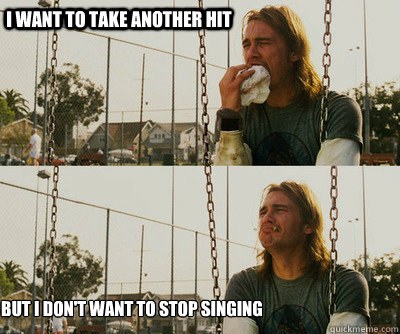 I WANT TO TAKE ANOTHER HIT
BUT I DON'T WANT TO STOP SINGING
quickmeme.com